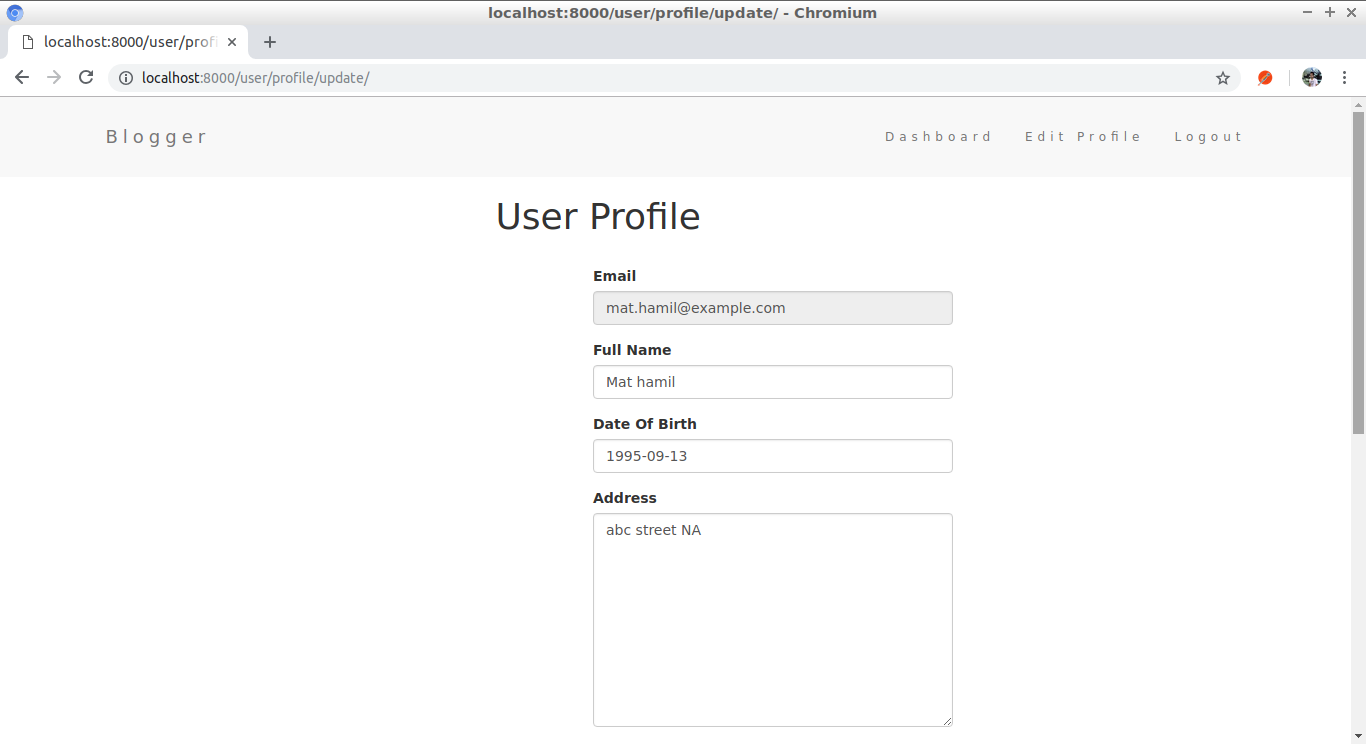 localhost:8000/user/profile/update/ - Chromium
localhost:8000/user/profi
localhost:8000/user/profile/update/
Blogger
Dashboard Edit Profile Logout
User Profile
Email
mat.hamil@example.com
Full Name
Mat hamil
Date Of Birth
1995-09-13
Address
abc street NA